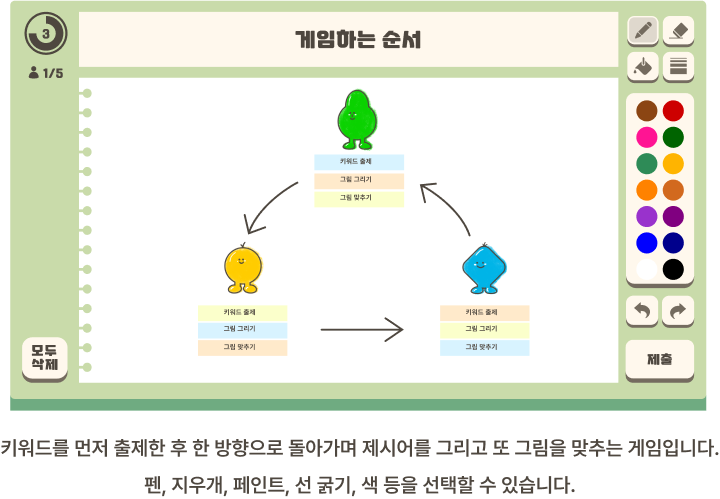 3
게임하는 순서
1/5
키워드 출제
그림 그리기
그림 맞추기
키워드 출제
그림 그리기
그림 맞추기
키워드 출제
그림 그리기
그림 맞추기
모두
삭제
제출
키워드를 먼저 출제한 후 한 방향으로 돌아가며 제시어를 그리고 또 그림을 맞추는 게임입니다.
펜, 지우개, 페인트, 선 굵기, 색 등을 선택할 수 있습니다.